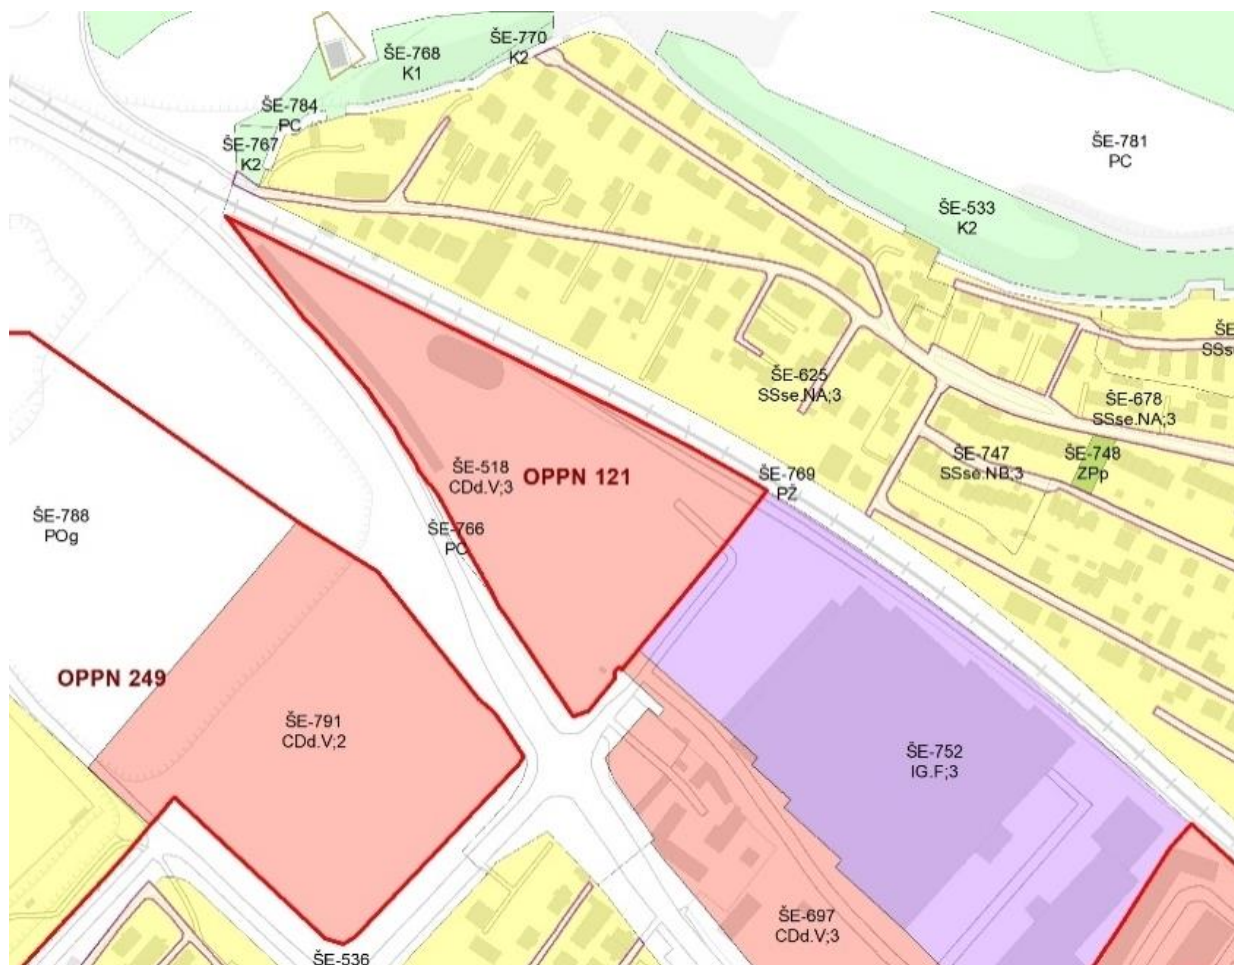 ŠE-770
K2
ŠE-768
K1
ŠE-784
PC
ŠE-767
K2
ŠE-781
PC
ŠE-533
K2
ŠE-625
SSse.NA;3
ŠE-678
SSse.NA;3
ŠE-747
SSse.NB;3
ŠE-748
ZPp
ŠE-518
CDd.V;3
OPPN 121
ŠE-769
PŽ
ŠE-788
POg
ŠE-766
PC
OPPN 249
ŠE-791
CDd.V;2
ŠE-752
IG.F;3
ŠE-697
CDd.V;3
ŠE-536